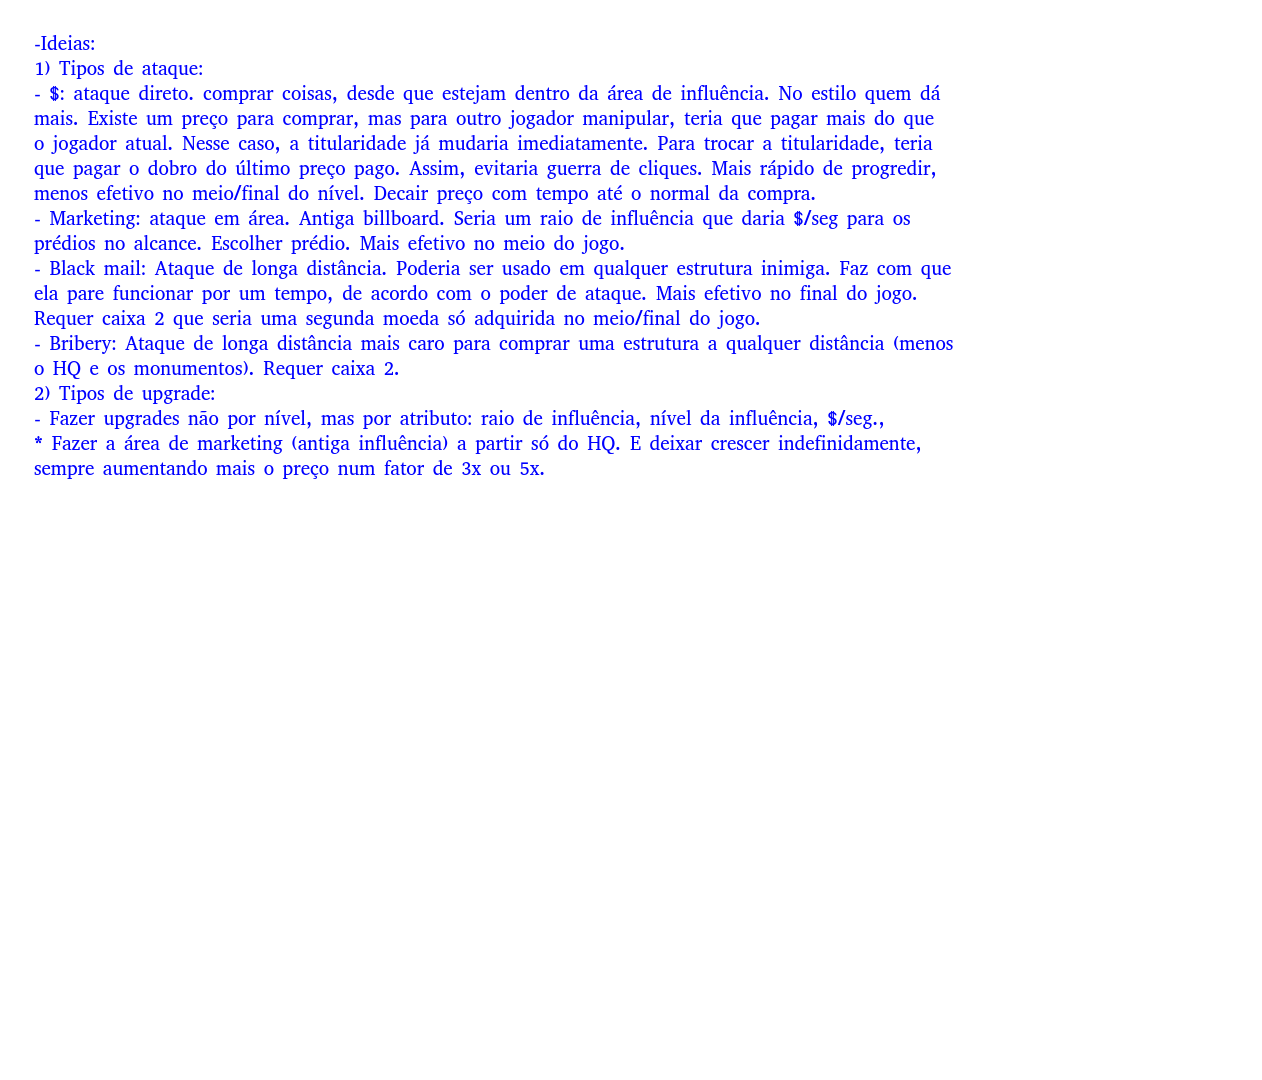 -Ideias:
1) Tipos de ataque:
- $: ataque direto. comprar coisas, desde que estejam dentro da área de influência. No estilo quem dá
mais. Existe um preço para comprar, mas para outro jogador manipular, teria que pagar mais do que
o jogador atual. Nesse caso, a titularidade já mudaria imediatamente. Para trocar a titularidade, teria
que pagar o dobro do último preço pago. Assim, evitaria guerra de cliques. Mais rápido de progredir,
menos efetivo no meio/final do nível. Decair preço com tempo até o normal da compra.
- Marketing: ataque em área. Antiga billboard. Seria um raio de influência que daria $/seg para os
prédios no alcance. Escolher prédio. Mais efetivo no meio do jogo.
- Black mail: Ataque de longa distância. Poderia ser usado em qualquer estrutura inimiga. Faz com que
ela pare funcionar por um tempo, de acordo com o poder de ataque. Mais efetivo no final do jogo.
Requer caixa 2 que seria uma segunda moeda só adquirida no meio/final do jogo.
- Bribery: Ataque de longa distância mais caro para comprar uma estrutura a qualquer distância (menos
o HQ e os monumentos). Requer caixa 2.
2) Tipos de upgrade:
- Fazer upgrades não por nível, mas por atributo: raio de influência, nível da influência, $/seg.,
* Fazer a área de marketing (antiga influência) a partir só do HQ. E deixar crescer indefinidamente,
sempre aumentando mais o preço num fator de 3x ou 5x.